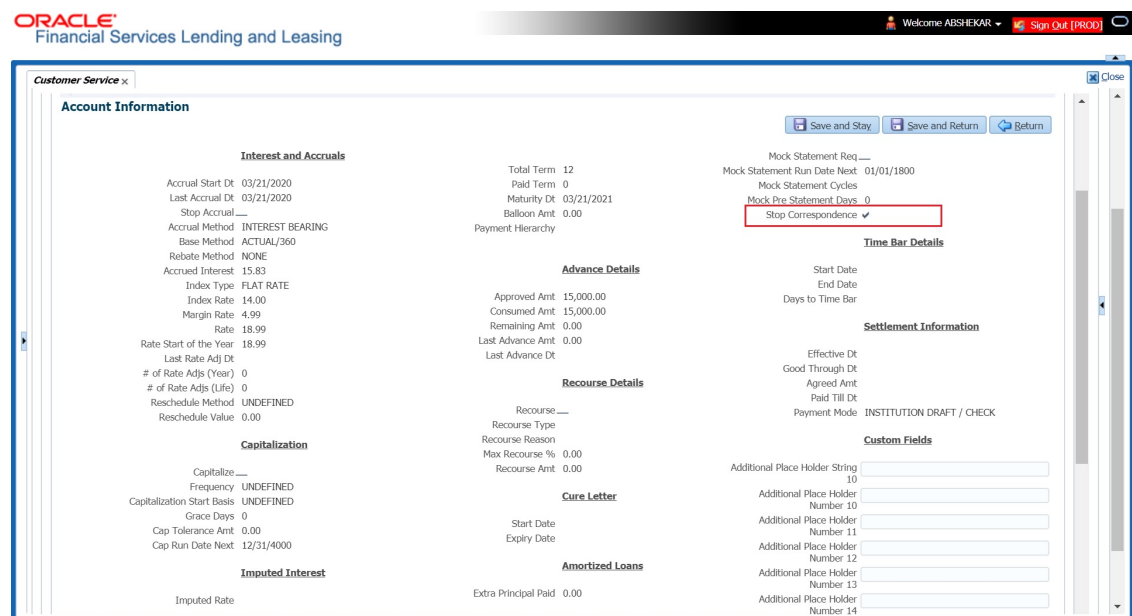 ORACLE®
Financial Services Lending and Leasing
Welcome ABSHEKAR
Sign Out [PROD]
Customer Service x
Close
Account Information
Save and Stay
Save and Return
Return
Interest and Accruals
Accrual Start Dt 03/21/2020
Last Accrual Dt 03/21/2020
Stop Accrual
Accrual Method INTEREST BEARING
Base Method ACTUAL/360
Rebate Method NONE
Accrued Interest 15.83
Index Type FLAT RATE
Index Rate 14.00
Margin Rate 4.99
Rate 18.99
Rate Start of the Year 18.99
Last Rate Adj Dt
# of Rate Adjs (Year) 0
# of Rate Adjs (Life) 0
Reschedule Method UNDEFINED
Reschedule Value 0.00
Capitalization
Capitalize
Frequency UNDEFINED
Capitalization Start Basis UNDEFINED
Grace Days 0
Cap Tolerance Amt 0.00
Cap Run Date Next 12/31/4000
Imputed Interest
Imputed Rate
Total Term 12
Paid Term 0
Maturity Dt 03/21/2021
Balloon Amt 0.00
Payment Hierarchy
Advance Details
Approved Amt 15,000.00
Consumed Amt 15,000.00
Remaining Amt 0.00
Last Advance Amt 0.00
Last Advance Dt
Recourse Details
Recourse
Recourse Type
Recourse Reason
Max Recourse % 0.00
Recourse Amt 0.00
Cure Letter
Start Date
Expiry Date
Amortized Loans
Extra Principal Paid 0.00
Mock Statement Req
Mock Statement Run Date Next 01/01/1800
Mock Statement Cycles
Mock Pre Statement Days 0
Stop Correspondence
Time Bar Details
Start Date
End Date
Days to Time Bar
Settlement Information
Effective Dt
Good Through Dt
Agreed Amt
Paid Till Dt
Payment Mode INSTITUTION DRAFT / CHECK
Custom Fields
Additional Place Holder String
10
Additional Place Holder
Number 10
Additional Place Holder
Number 11
Additional Place Holder
Number 12
Additional Place Holder
Number 13
Additional Place Holder
Number 14